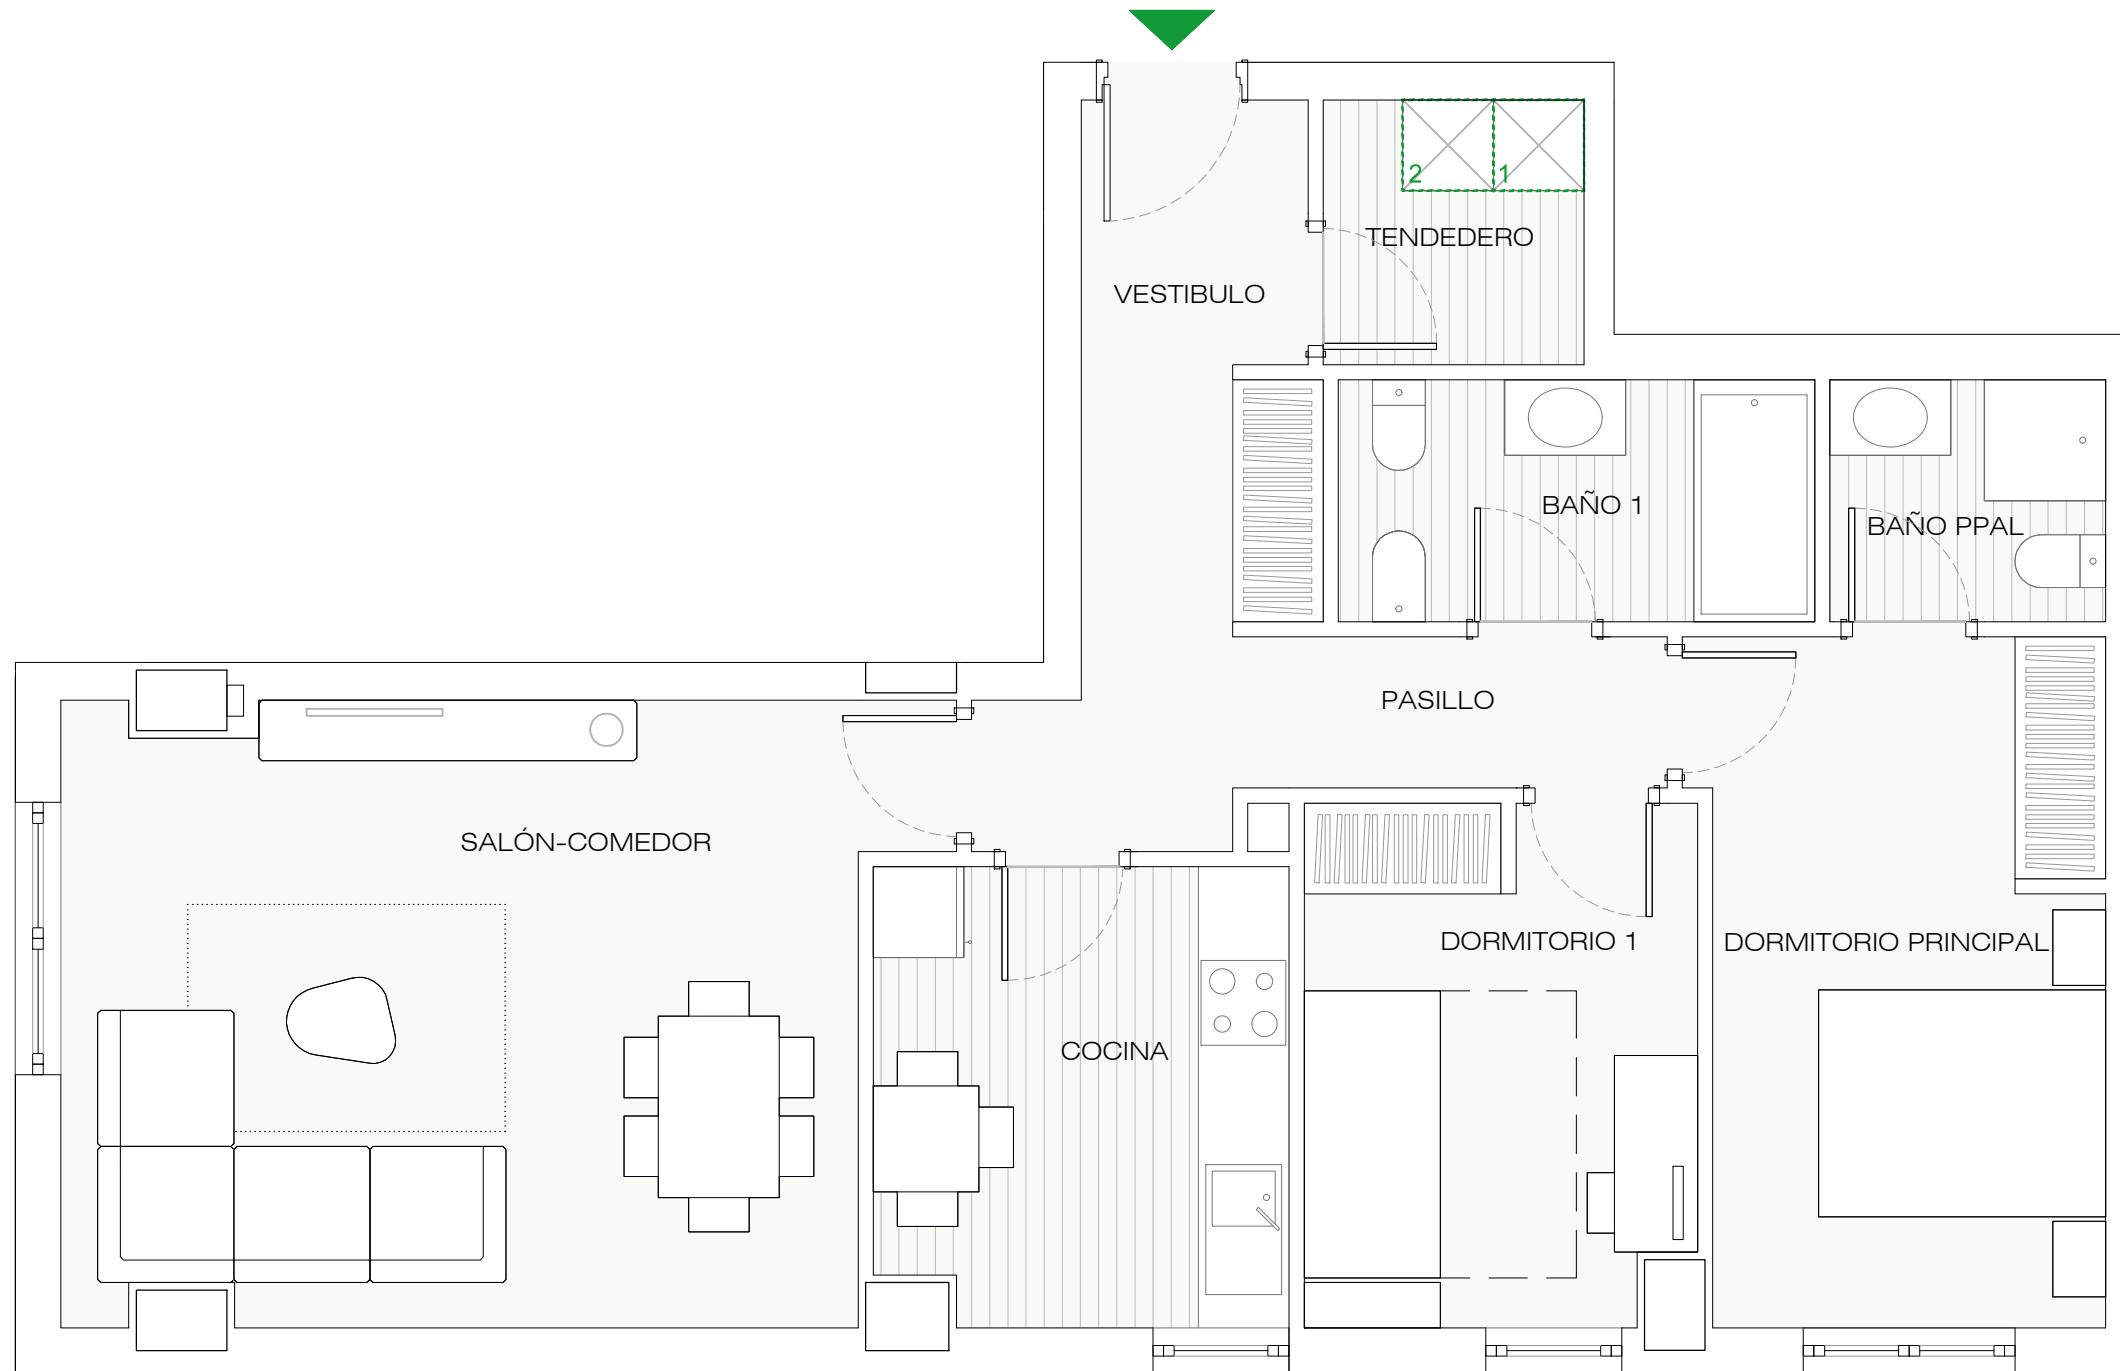 2
1
TENDEDERO
VESTIBULO
BAÑO 1
BAÑO PPAL
PASILLO
SALÓN-COMEDOR
DORMITORIO 1
DORMITORIO PRINCIPAL
COCINA